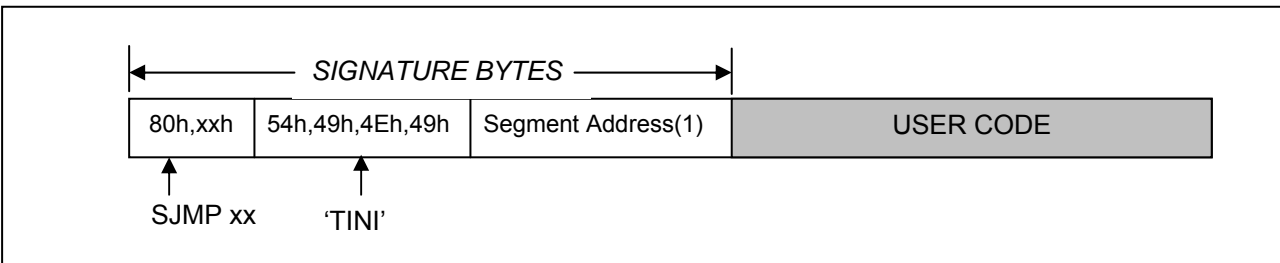 SIGNATURE BYTES
80h,xxh 54h,49h,4Eh,49h Segment Address(1) USER CODE
SJMP xx ‘TINI’